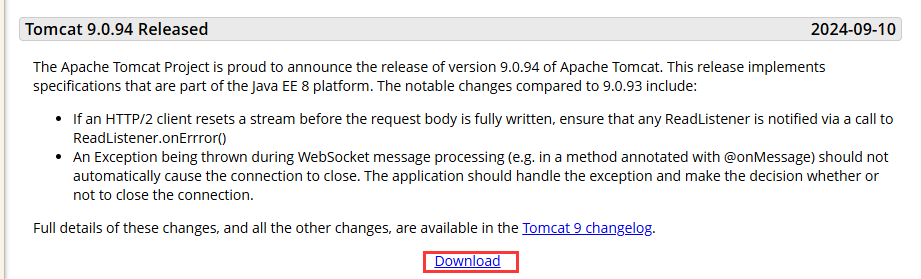 Tomcat 9.0.94 Released 2024-09-10
The Apache Tomcat Project is proud to announce the release of version 9.0.94 of Apache Tomcat. This release implements
specifications that are part of the Java EE 8 platform. The notable changes compared to 9.0.93 include:
• If an HTTP/2 client resets a stream before the request body is fully written, ensure that any ReadListener is notified via a call to
ReadListener.onErrror()
• An Exception being thrown during WebSocket message processing (e.g. in a method annotated with @onMessage) should not
automatically cause the connection to close. The application should handle the exception and make the decision whether or
not to close the connection.
Full details of these changes, and all the other changes, are available in the Tomcat 9 changelog.
Download